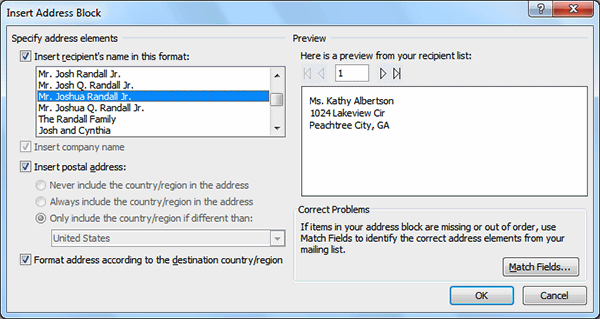 Insert Address Block
Specify address elements
Insert recipient's name in this format:
Mr. Josh Randall Jr.
Mr. Josh Q. Randall Jr.
Mr. Joshua Randall Jr.
Mr. Joshua Q. Randall Jr.
The Randall Family
Josh and Cynthia
Insert company name
Insert postal address:
Never include the country/region in the address
Always include the country/region in the address
Only include the country/region if different than:
United States
Format address according to the destination country/region
Preview
Here is a preview from your recipient list:
1
Ms. Kathy Albertson
1024 Lakeview Cir
Peachtree City, GA
Correct Problems
If items in your address block are missing or out of order, use
Match Fields to identify the correct address elements from your
mailing list.
Match Fields...
OK
Cancel